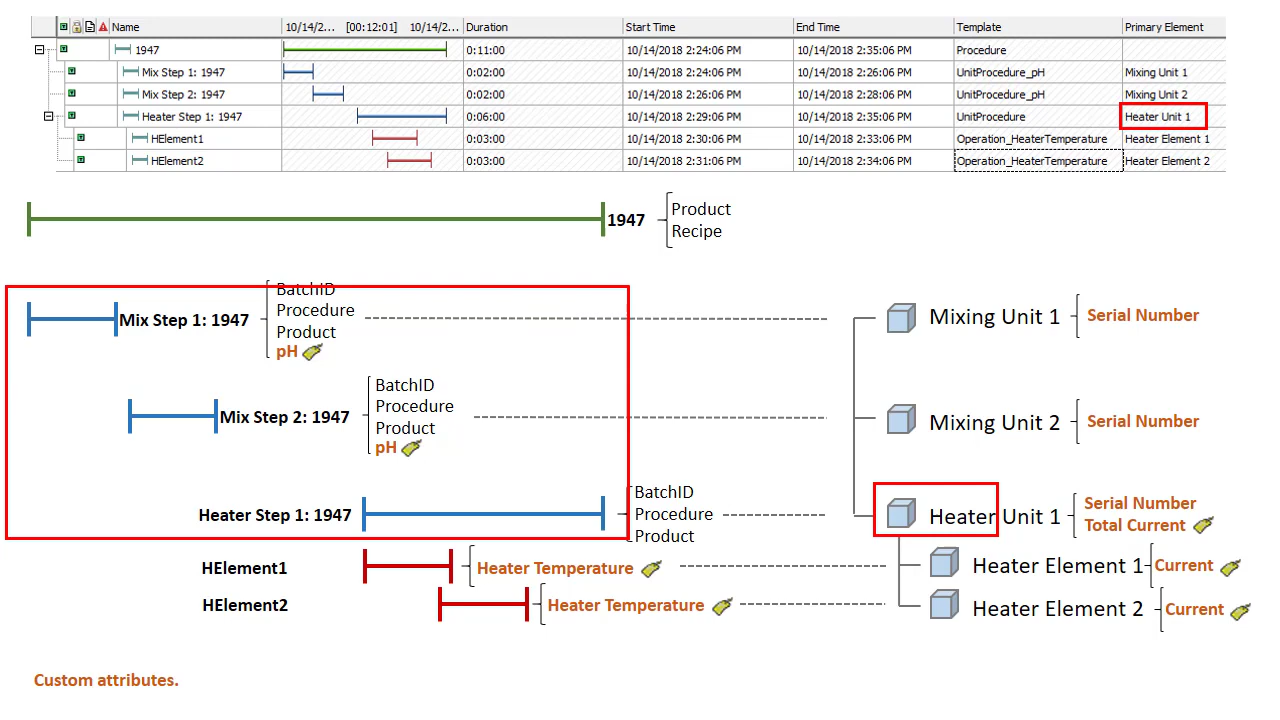 Name 10/14/2... [00:12:01] 10/14/2... Duration Start Time End Time Template Primary Element
1947 0:11:00 10/14/2018 2:24:06 PM 10/14/2018 2:35:06 PM Procedure
Mix Step 1: 1947 0:02:00 10/14/2018 2:24:06 PM 10/14/2018 2:26:06 PM UnitProcedure_pH Mixing Unit 1
Mix Step 2: 1947 0:02:00 10/14/2018 2:26:06 PM 10/14/2018 2:28:06 PM UnitProcedure_pH Mixing Unit 2
Heater Step 1: 1947 0:06:00 10/14/2018 2:29:06 PM 10/14/2018 2:35:06 PM UnitProcedure Heater Unit 1
HElement1 0:03:00 10/14/2018 2:30:06 PM 10/14/2018 2:33:06 PM Operation_HeaterTemperature Heater Element 1
HElement2 0:03:00 10/14/2018 2:31:06 PM 10/14/2018 2:34:06 PM Operation_HeaterTemperature Heater Element 2
1947
Product
Recipe
Mix Step 1: 1947
BatchID
Procedure
Product
pH
Mixing Unit 1
Serial Number
Mix Step 2: 1947
BatchID
Procedure
Product
pH
Mixing Unit 2
Serial Number
Heater Step 1: 1947
BatchID
Procedure
Product
Heater Unit 1
Serial Number
Total Current
HElement1
Heater Temperature
Heater Element 1
Current
HElement2
Heater Temperature
Heater Element 2
Current
Custom attributes.